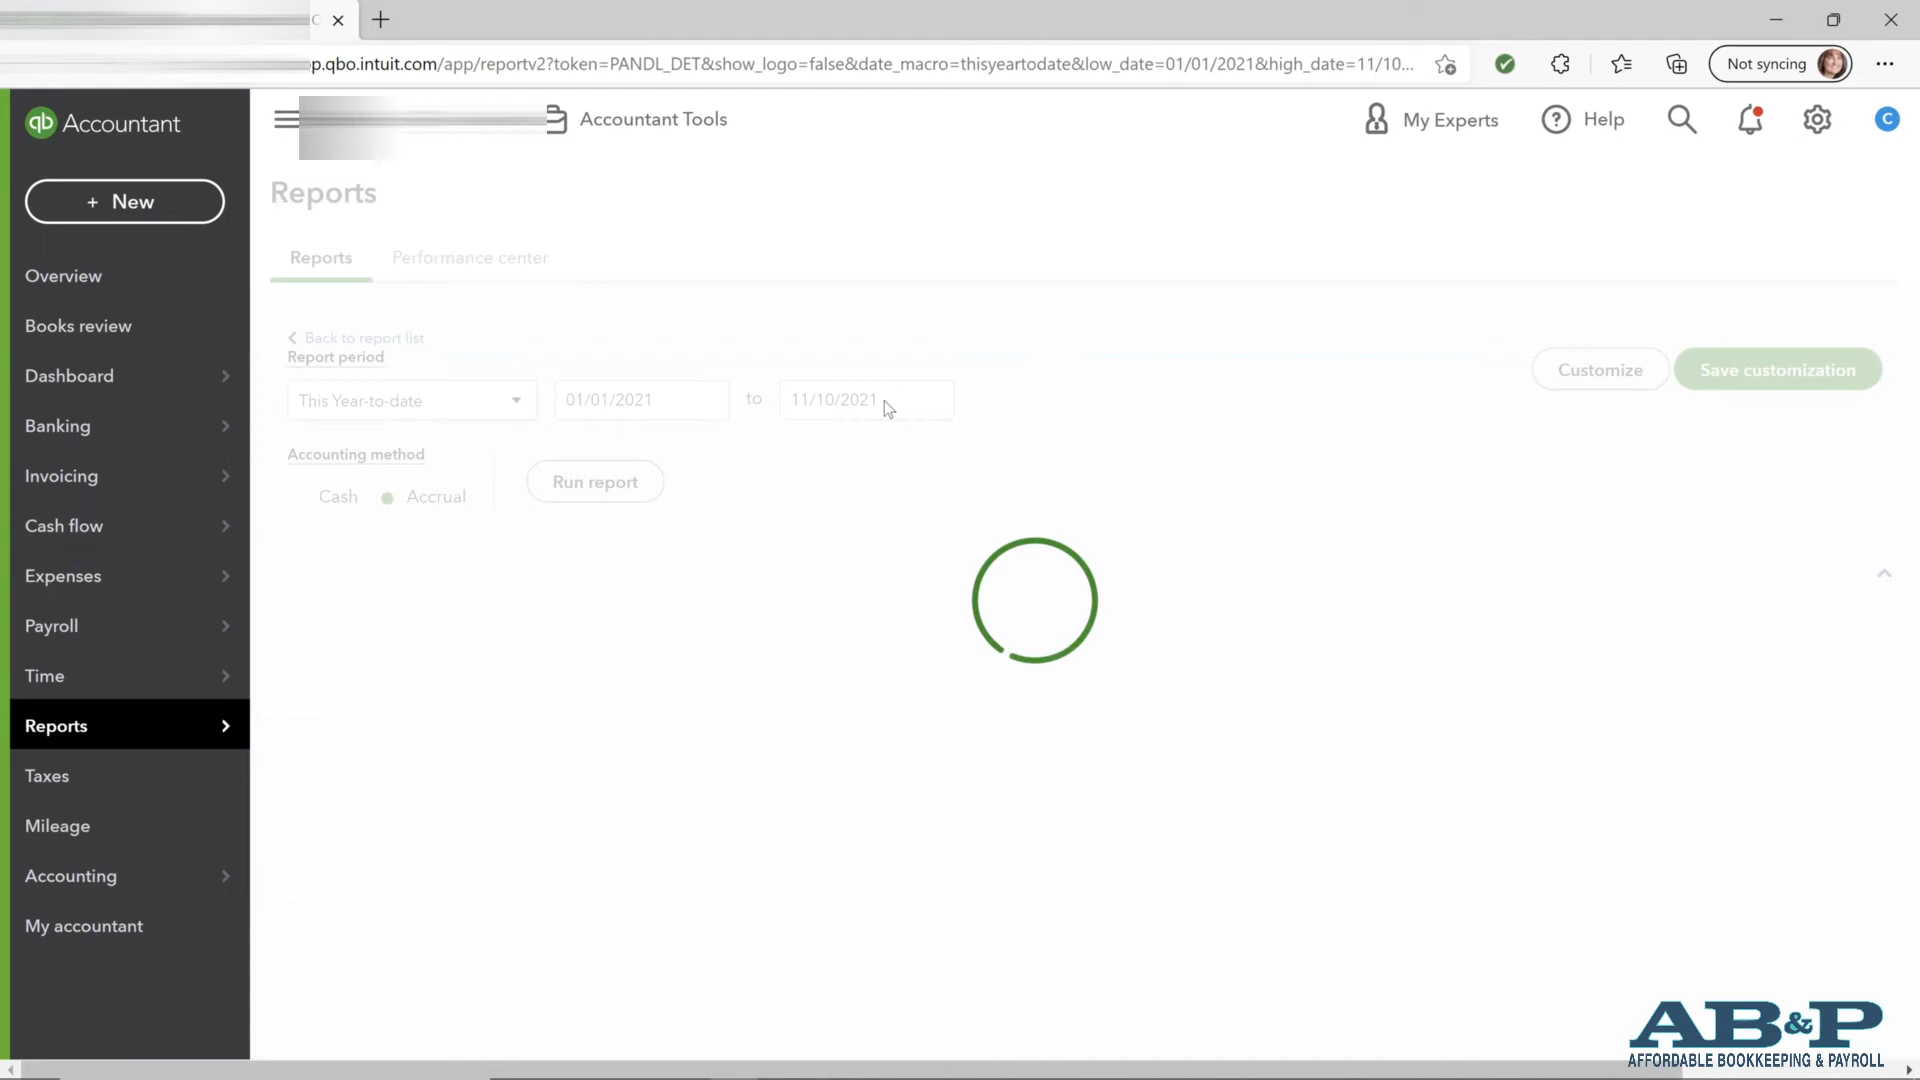 p.qbo.intuit.com/app/reportv2?token=PANDL_DET&show_logo=false&date_macro=thisyeartodate&low_date=01/01/2021&high_date=11/10...
Not syncing
qb Accountant
Accountant Tools
My Experts
Help
C
+ New
Reports
Overview
Reports
Performance center
Books review
Back to report list
Report period
Customize
Save customization
Dashboard
This Year-to-date
01/01/2021
to
11/10/2021
Banking
Accounting method
Invoicing
Cash
Accrual
Run report
Cash flow
Expenses
Payroll
Time
Reports
Taxes
Mileage
Accounting
My accountant
AB&P
AFFORDABLE BOOKKEEPING & PAYROLL